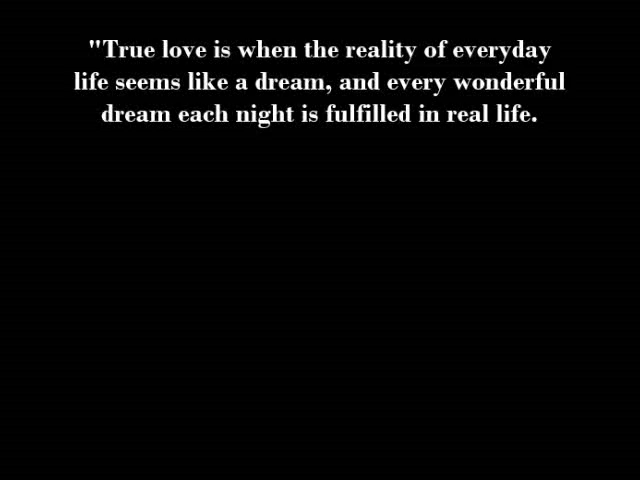 "True love is when the reality of everyday
life seems like a dream, and every wonderful
dream each night is fulfilled in real life.